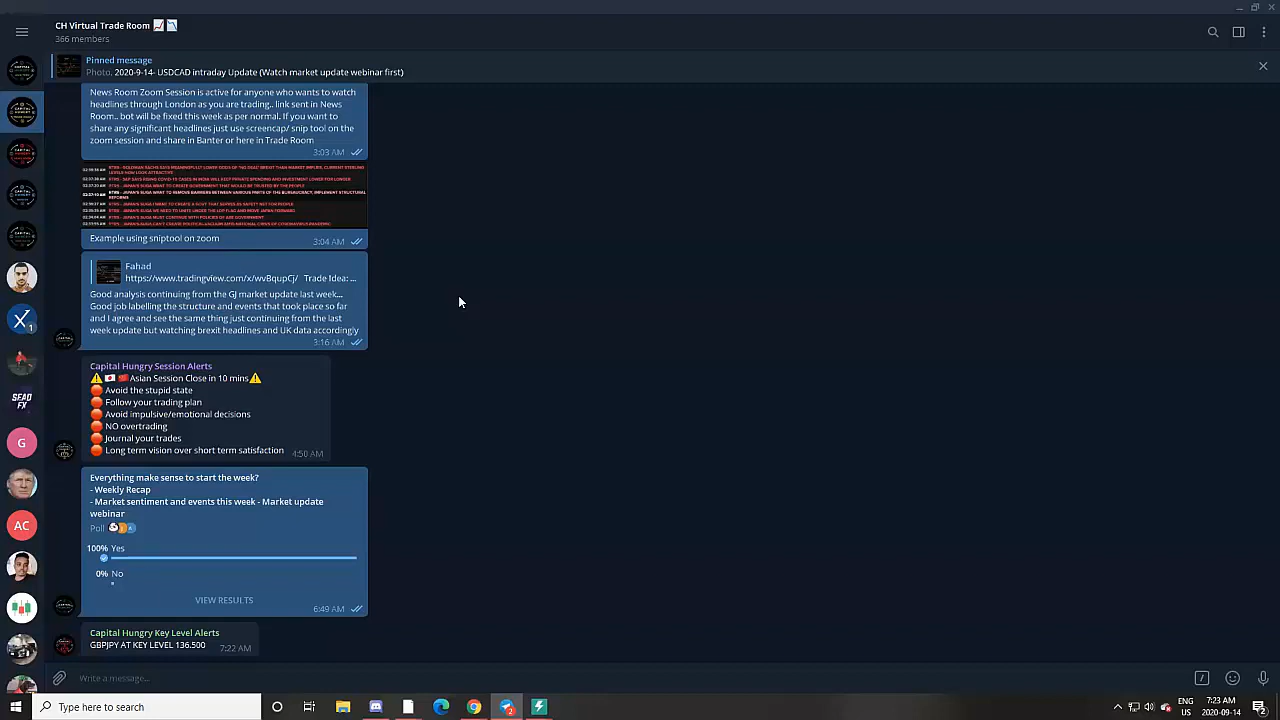 CH Virtual Trade Room
366 members
Pinned message
Photo, 2020-9-14- USDCAD Intraday Update (Watch market update webinar first)
News Room Zoom Session is active for anyone who wants to watch
headlines through London as you are trading.. link sent in News
Room.. bot will be fixed this week as per normal. If you want to
share any significant headlines just use screencap/ snip tool on the
zoom session and share in Banter or here in Trade Room
3:03 AM
Example using sniptool on zoom
3:04 AM
Fahad
https://www.tradingview.com/x/wvBqupCj/ Trade Idea: ...
Good analysis continuing from the GJ market update last week...
Good job labelling the structure and events that took place so far
and I agree and see the same thing just continuing from the last
week update but watching brexit headlines and UK data accordingly
3:16 AM
Capital Hungry Session Alerts
Asian Session Close in 10 mins
Avoid the stupid state
Follow your trading plan
Avoid impulsive/emotional decisions
NO overtrading
Journal your trades
Long term vision over short term satisfaction
4:50 AM
Everything make sense to start the week?
- Weekly Recap
- Market sentiment and events this week - Market update
webinar
Poll
100% Yes
0% No
VIEW RESULTS
6:49 AM
Capital Hungry Key Level Alerts
GBPJPY AT KEY LEVEL 136.500
7:22 AM
X
1
SEAD
FX
G
AC
Write a message...
Type here to search
2
ENG
US
7:23 AM
2020-09-14
2